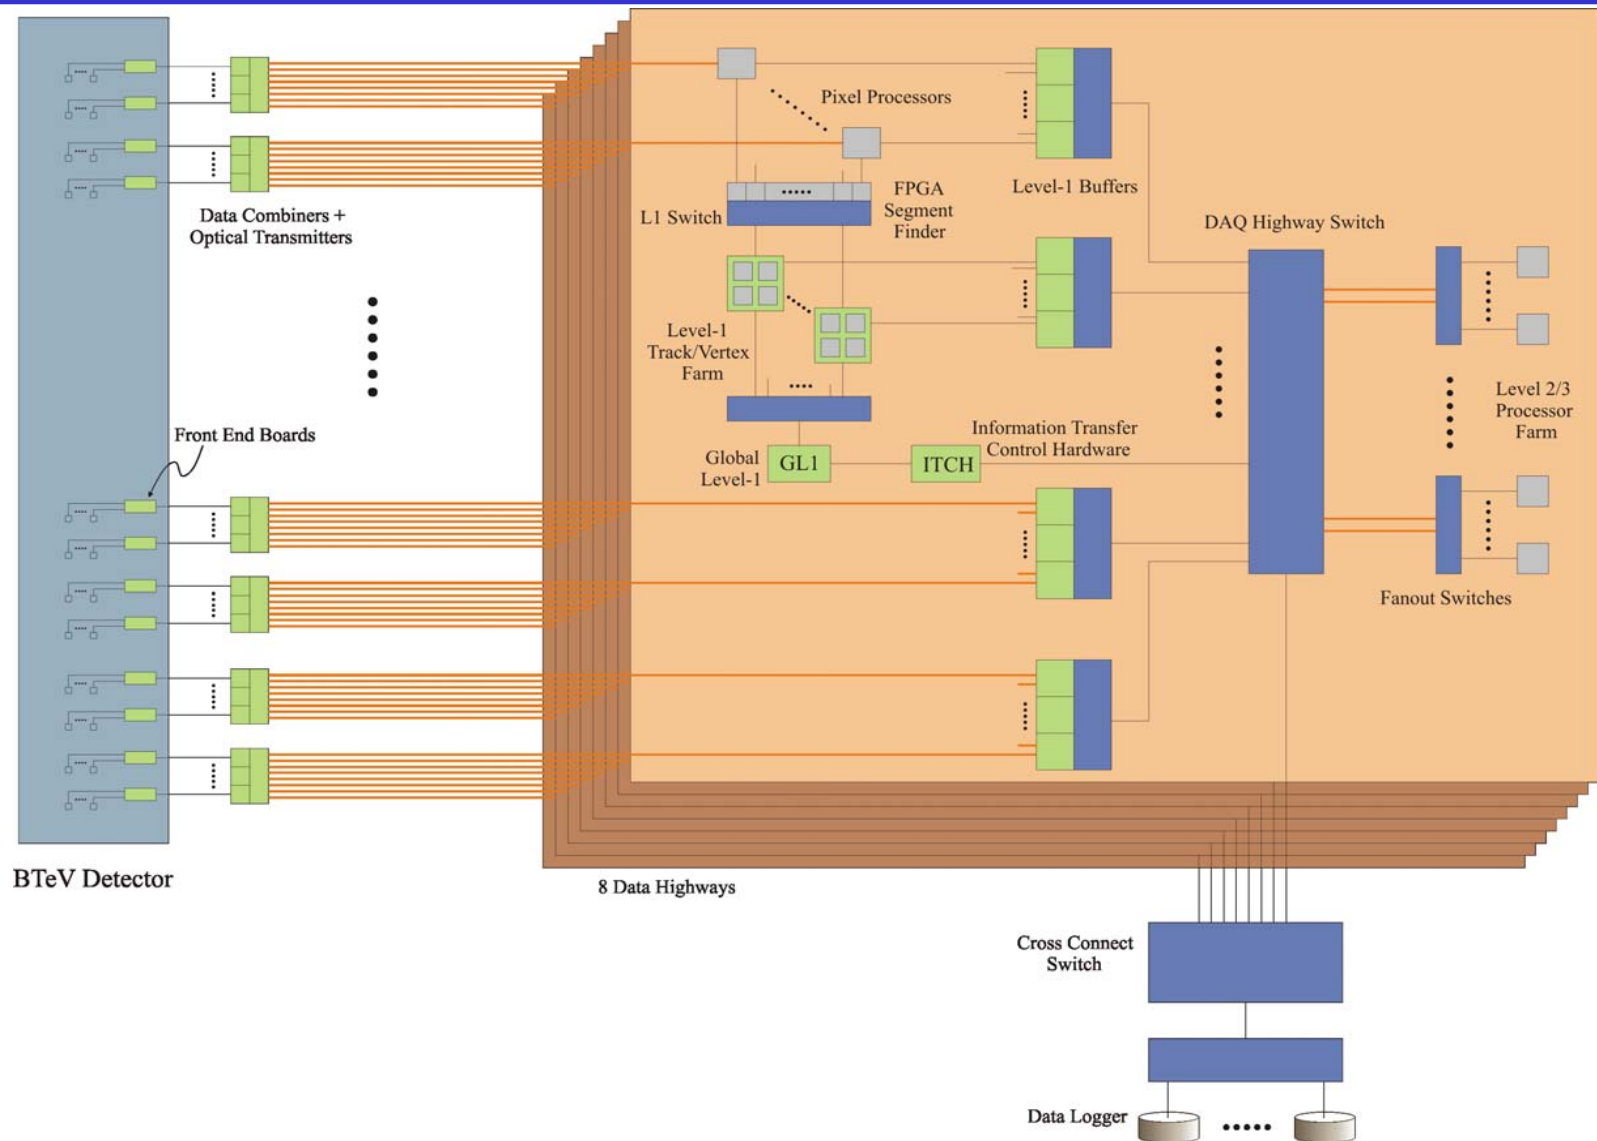 Pixel Processors
Data Combiners +
Optical Transmitters
L1 Switch
FPGA
Segment
Finder
Level-1 Buffers
DAQ Highway Switch
Level-1
Track/Vertex
Farm
Level 2/3
Processor
Farm
Front End Boards
Global
Level-1
GL1
ITCH
Information Transfer
Control Hardware
Fanout Switches
BTeV Detector
8 Data Highways
Cross Connect
Switch
Data Logger